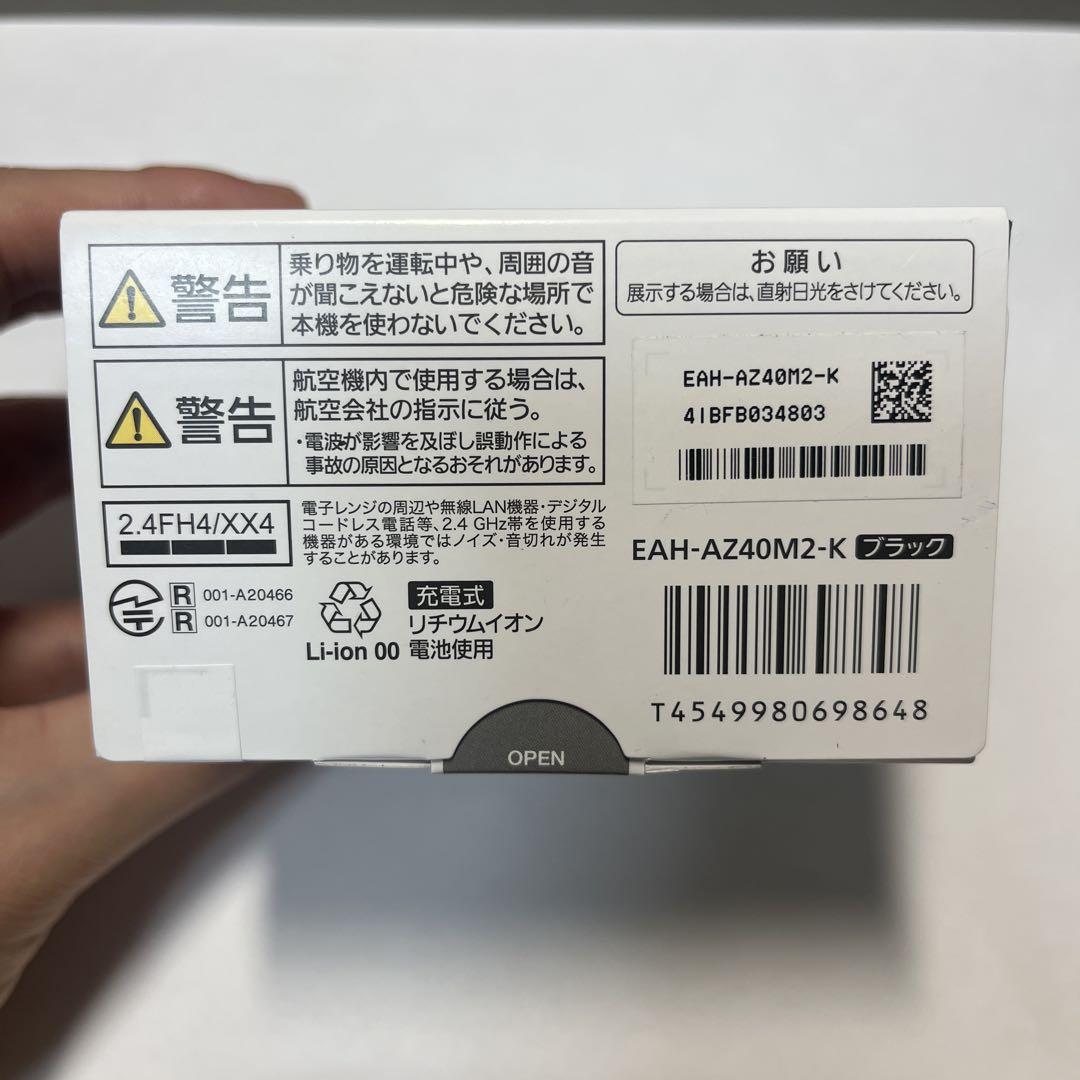 警告
乗り物を運転中や、周囲の音
が聞こえないと危険な場所で
本機を使わないでください。
警告
航空機内で使用する場合は、
航空会社の指示に従う。
・電波が影響を及ぼし誤動作による
事故の原因となるおそれがあります。
2.4FH4/XX4
電子レンジの周辺や無線LAN機器・デジタル
コードレス電話等、2.4 GHz帯を使用する
機器がある環境ではノイズ・音切れが発生
することがあります。
R 001-A20466
R 001-A20467
Li-ion 00
充電式
リチウムイオン
電池使用
お願い
展示する場合は、直射日光をさけてください。
EAH-AZ40M2-K
4IBFB034803
EAH-AZ40M2-K ブラック
T4549980698648
OPEN